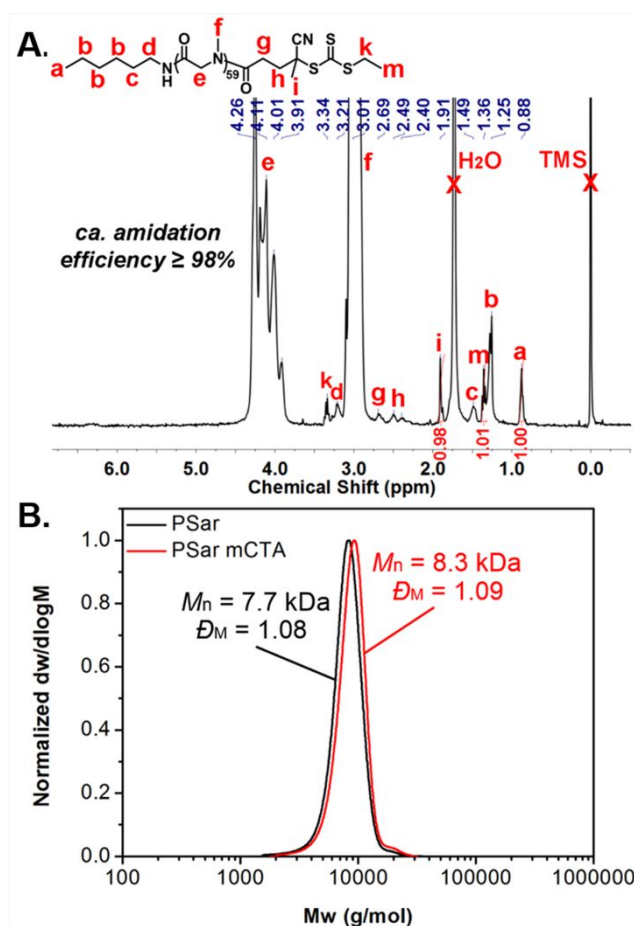 A.
f
b b d O CN S k
N g S S
a b c NH e 59 O h i m
4.26 4.11 4.01 3.91 3.34 3.21 3.01 2.69 2.49 2.40 1.91 1.49 1.36 1.25 0.88
e f X H2O TMS X
ca. amidation
efficiency ≥ 98%
k d g h i c m b a
0.98 1.01 1.00
6.0 5.0 4.0 3.0 2.0 1.0 0.0
Chemical Shift (ppm)
B.
PSar
PSar mCTA
Mn = 7.7 kDa
ĐM = 1.08
Mn = 8.3 kDa
ĐM = 1.09
Normalized dw/dlogM
1.0
0.8
0.6
0.4
0.2
0.0
100 1000 10000 100000 1000000
Mw (g/mol)